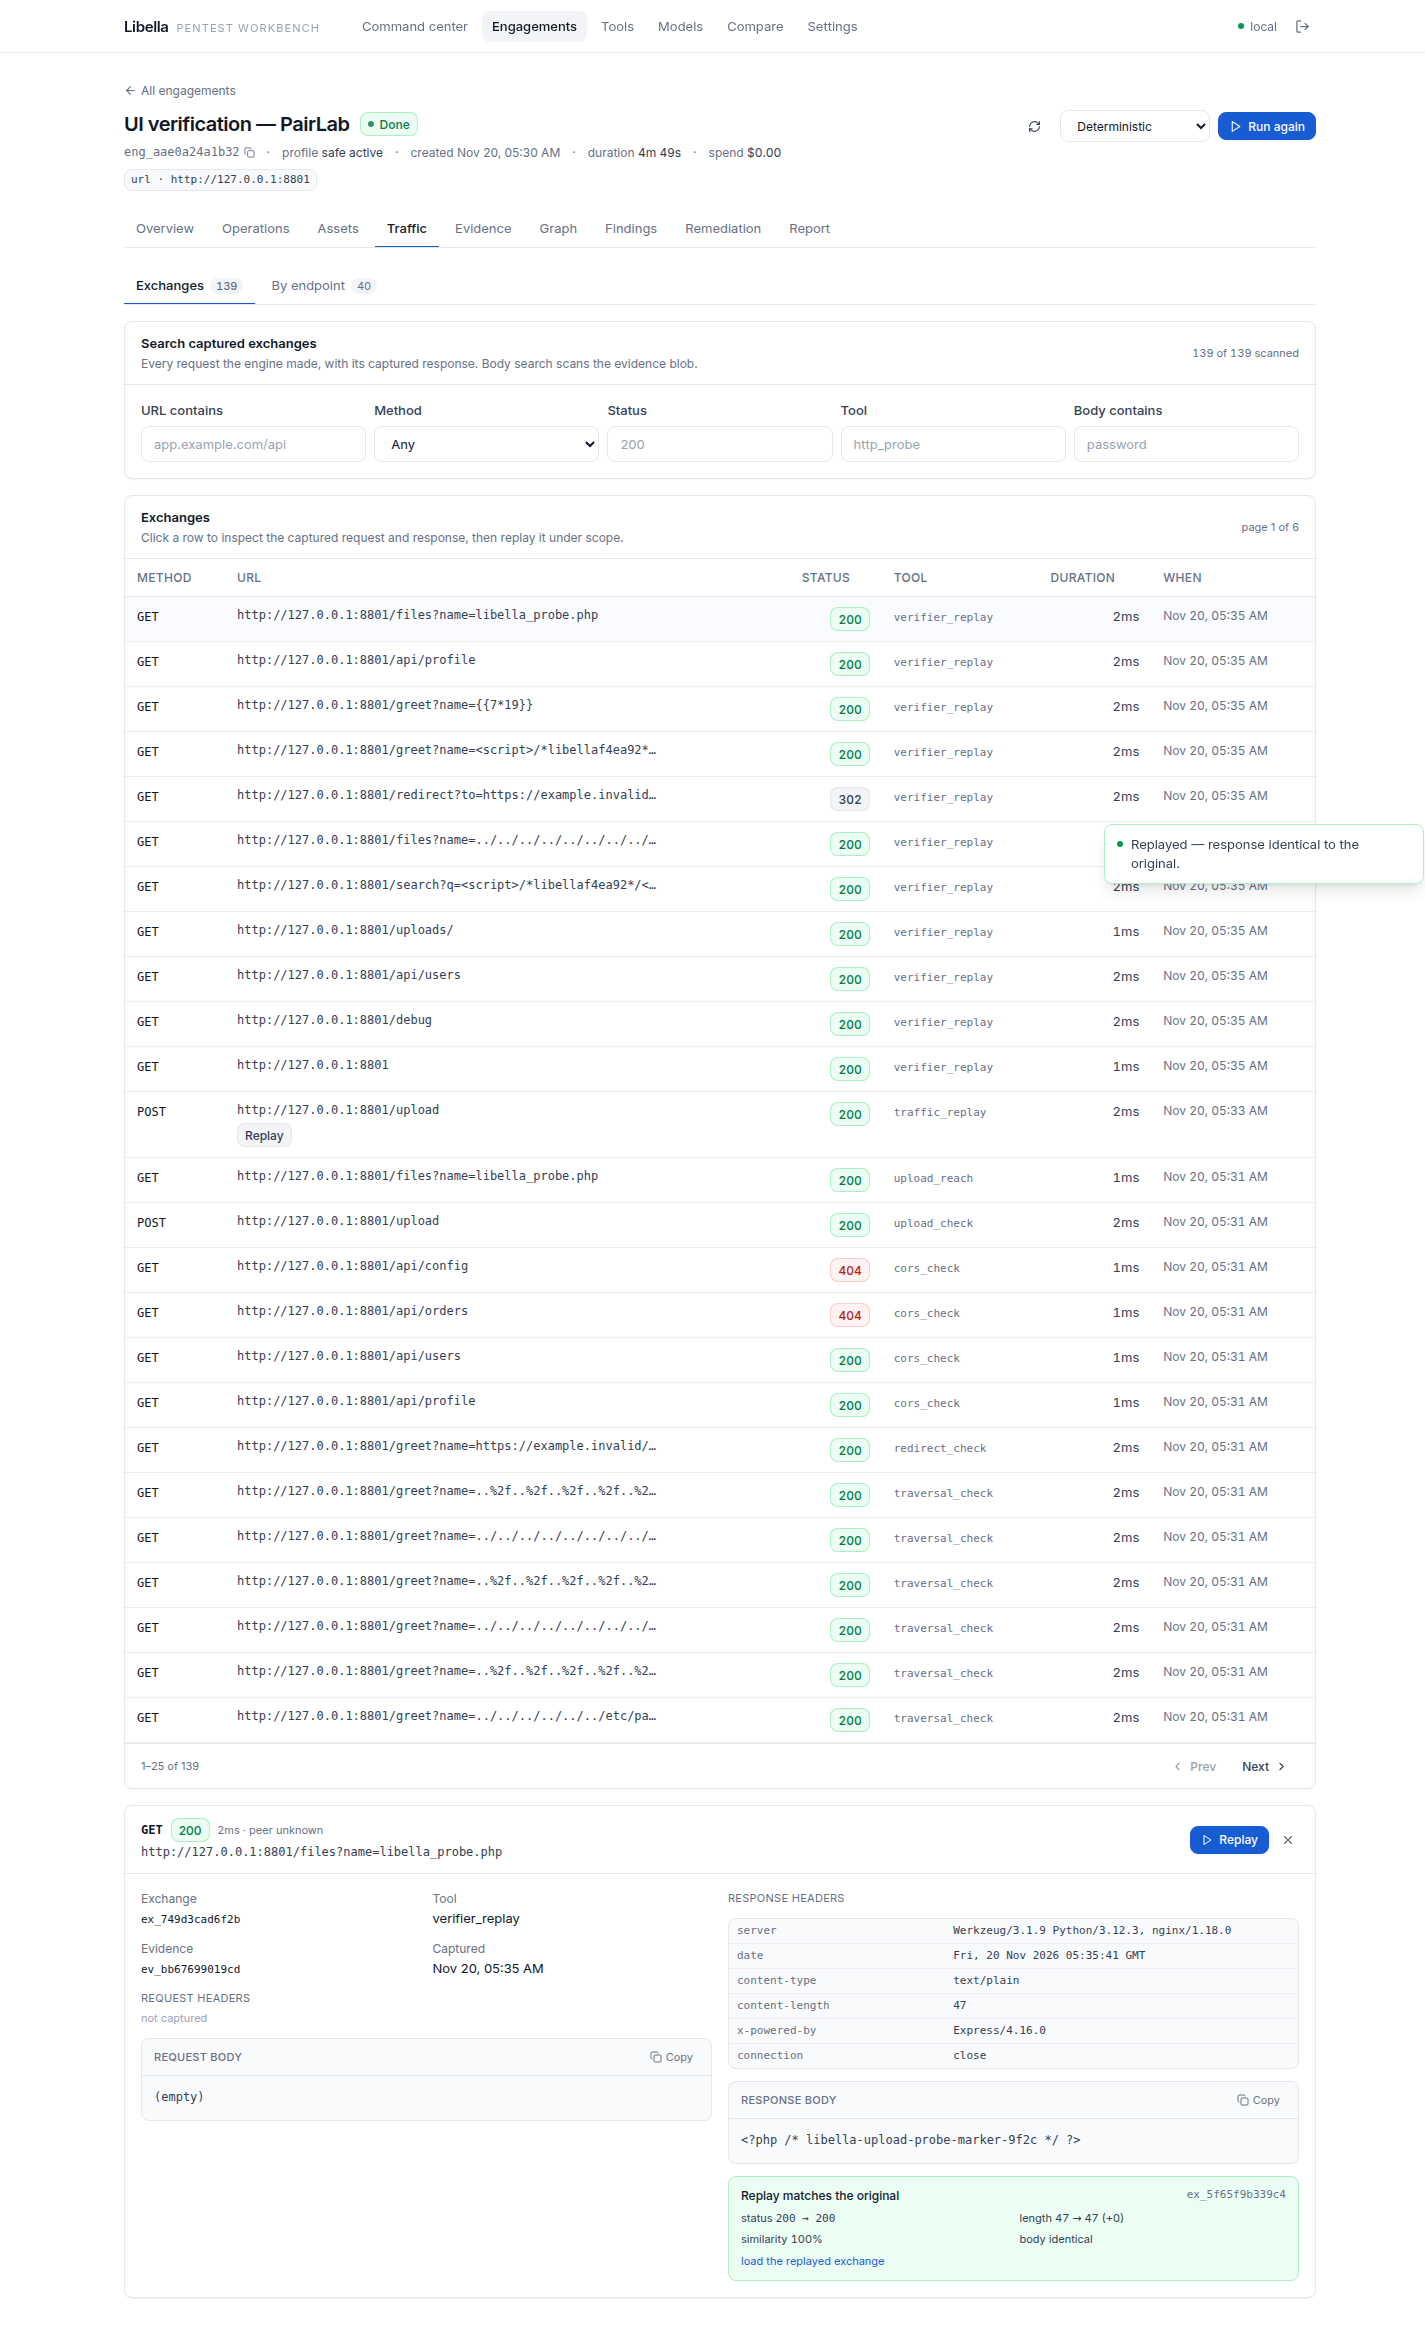 Libella PENTEST WORKBENCH Command center Engagements Tools Models Compare Settings local
All engagements
UI verification — PairLab Done Deterministic Run again
eng_aae0a24a1b32 · profile safe active · created Nov 20, 05:30 AM · duration 4m 49s · spend $0.00
url · http://127.0.0.1:8801
Overview Operations Assets Traffic Evidence Graph Findings Remediation Report
Exchanges 139 By endpoint 40
Search captured exchanges
Every request the engine made, with its captured response. Body search scans the evidence blob.
139 of 139 scanned
URL contains Method Status Tool Body contains
app.example.com/api Any 200 http_probe password
Exchanges
Click a row to inspect the captured request and response, then replay it under scope.
page 1 of 6
METHOD URL STATUS TOOL DURATION WHEN
GET http://127.0.0.1:8801/files?name=libella_probe.php 200 verifier_replay 2ms Nov 20, 05:35 AM
GET http://127.0.0.1:8801/api/profile 200 verifier_replay 2ms Nov 20, 05:35 AM
GET http://127.0.0.1:8801/greet?name={{7*19}} 200 verifier_replay 2ms Nov 20, 05:35 AM
GET http://127.0.0.1:8801/greet?name=<script>/*libellaf4ea92*… 200 verifier_replay 2ms Nov 20, 05:35 AM
GET http://127.0.0.1:8801/redirect?to=https://example.invalid… 302 verifier_replay 2ms Nov 20, 05:35 AM
GET http://127.0.0.1:8801/files?name=../../../../../../../../… 200 verifier_replay
Replayed — response identical to the
original.
GET http://127.0.0.1:8801/search?q=<script>/*libellaf4ea92*/<… 200 verifier_replay 2ms Nov 20, 05:35 AM
GET http://127.0.0.1:8801/uploads/ 200 verifier_replay 1ms Nov 20, 05:35 AM
GET http://127.0.0.1:8801/api/users 200 verifier_replay 2ms Nov 20, 05:35 AM
GET http://127.0.0.1:8801/debug 200 verifier_replay 2ms Nov 20, 05:35 AM
GET http://127.0.0.1:8801 200 verifier_replay 1ms Nov 20, 05:35 AM
POST http://127.0.0.1:8801/upload 200 traffic_replay 2ms Nov 20, 05:33 AM
Replay
GET http://127.0.0.1:8801/files?name=libella_probe.php 200 upload_reach 1ms Nov 20, 05:31 AM
POST http://127.0.0.1:8801/upload 200 upload_check 2ms Nov 20, 05:31 AM
GET http://127.0.0.1:8801/api/config 404 cors_check 1ms Nov 20, 05:31 AM
GET http://127.0.0.1:8801/api/orders 404 cors_check 1ms Nov 20, 05:31 AM
GET http://127.0.0.1:8801/api/users 200 cors_check 1ms Nov 20, 05:31 AM
GET http://127.0.0.1:8801/api/profile 200 cors_check 1ms Nov 20, 05:31 AM
GET http://127.0.0.1:8801/greet?name=https://example.invalid/… 200 redirect_check 2ms Nov 20, 05:31 AM
GET http://127.0.0.1:8801/greet?name=..%2f..%2f..%2f..%2f..%2… 200 traversal_check 2ms Nov 20, 05:31 AM
GET http://127.0.0.1:8801/greet?name=../../../../../../../../… 200 traversal_check 2ms Nov 20, 05:31 AM
GET http://127.0.0.1:8801/greet?name=..%2f..%2f..%2f..%2f..%2… 200 traversal_check 2ms Nov 20, 05:31 AM
GET http://127.0.0.1:8801/greet?name=../../../../../../../../… 200 traversal_check 2ms Nov 20, 05:31 AM
GET http://127.0.0.1:8801/greet?name=..%2f..%2f..%2f..%2f..%2… 200 traversal_check 2ms Nov 20, 05:31 AM
GET http://127.0.0.1:8801/greet?name=../../../../../../etc/pa… 200 traversal_check 2ms Nov 20, 05:31 AM
1–25 of 139 Prev Next
GET 200 2ms · peer unknown
http://127.0.0.1:8801/files?name=libella_probe.php
Replay
Exchange Tool
ex_749d3cad6f2b verifier_replay
Evidence Captured
ev_bb67699019cd Nov 20, 05:35 AM
REQUEST HEADERS
not captured
REQUEST BODY Copy
(empty)
RESPONSE HEADERS
server Werkzeug/3.1.9 Python/3.12.3, nginx/1.18.0
date Fri, 20 Nov 2026 05:35:41 GMT
content-type text/plain
content-length 47
x-powered-by Express/4.16.0
connection close
RESPONSE BODY Copy
<?php /* libella-upload-probe-marker-9f2c */ ?>
Replay matches the original ex_5f65f9b339c4
status 200 → 200 length 47 → 47 (+0)
similarity 100% body identical
load the replayed exchange